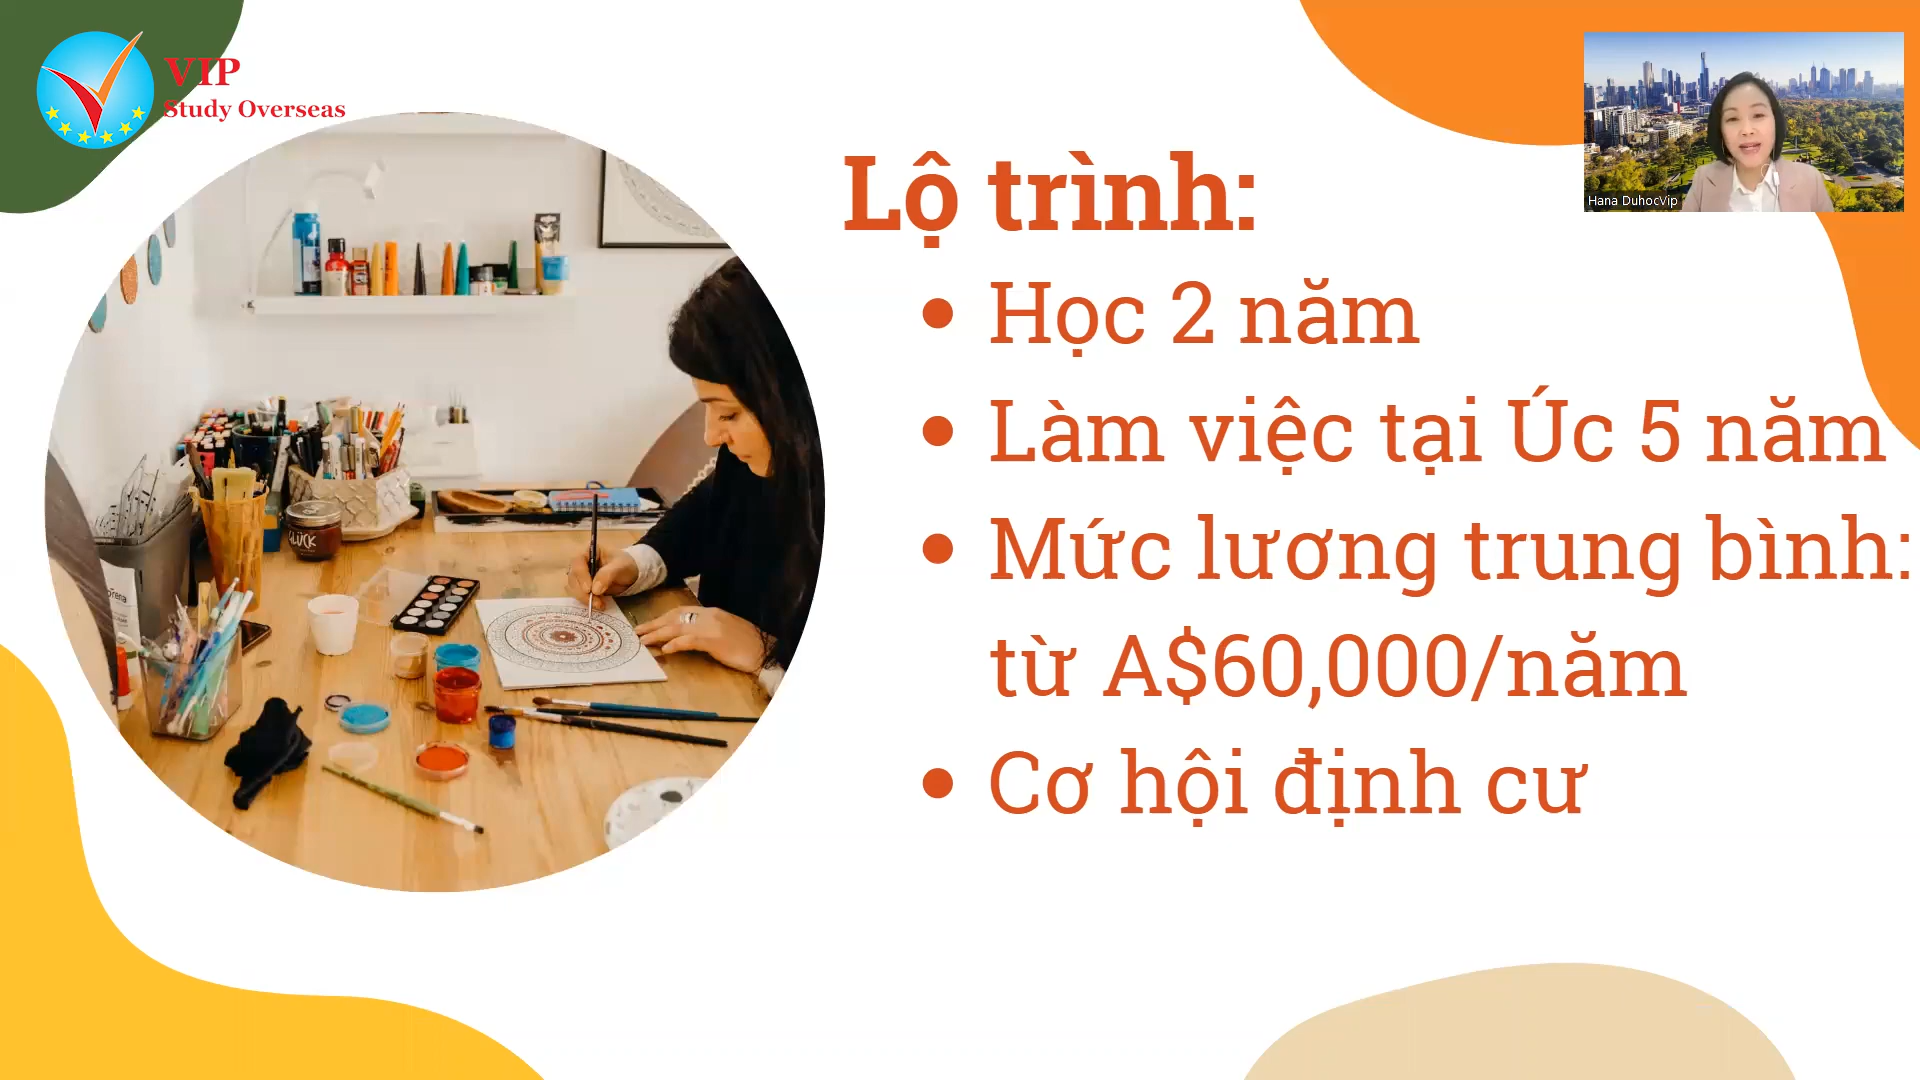 VIP
Study Overseas
Hana DuhocVip
Lộ trình:
• Học 2 năm
• Làm việc tại Úc 5 năm
• Mức lương trung bình:
từ A$60,000/năm
• Cơ hội định cư
GLÜCK